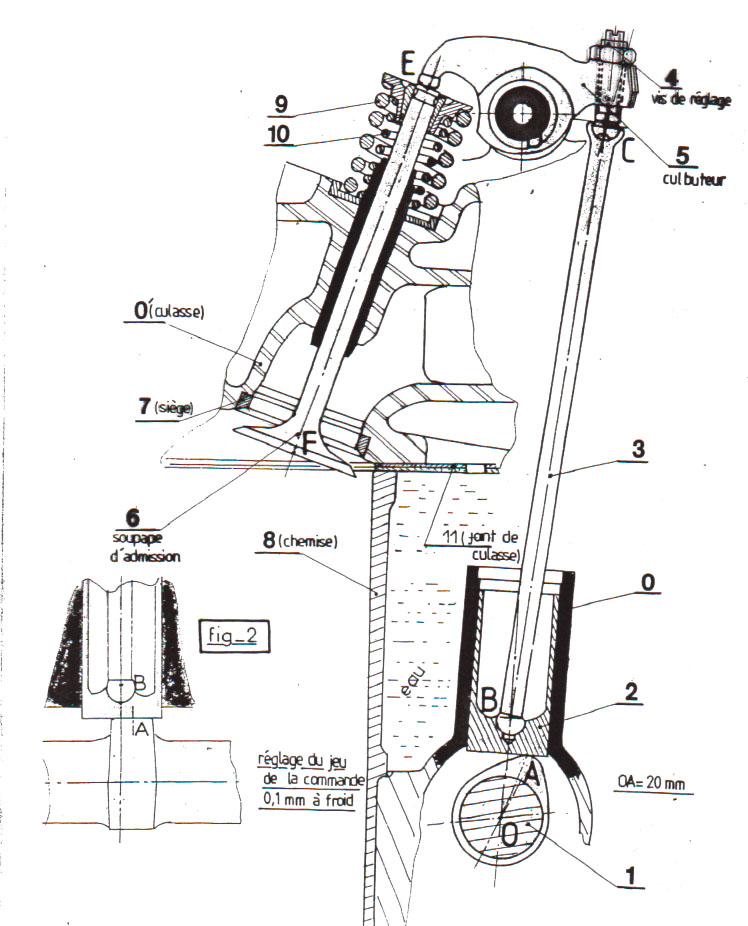 E
9
10
4
vis de réglage
D
C
5
culbuteur
0'(culasse)
7 (siège)
F
3
6
soupape
d'admission
8 (chemise)
11 (joint de
culasse)
0
fig_2
B
A
eau
B
2
réglage du jeu
de la commande
0,1 mm à froid
A
OA= 20 mm
O
1